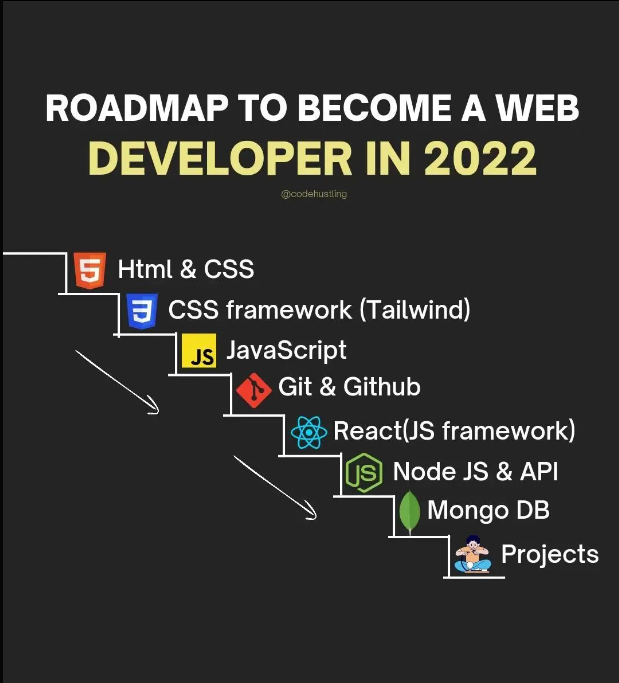 ROADMAP TO BECOME A WEB
DEVELOPER IN 2022
@codehustling
5 Html & CSS
3 CSS framework (Tailwind)
JS JavaScript
Git & Github
React(JS framework)
JS Node JS & API
Mongo DB
Projects